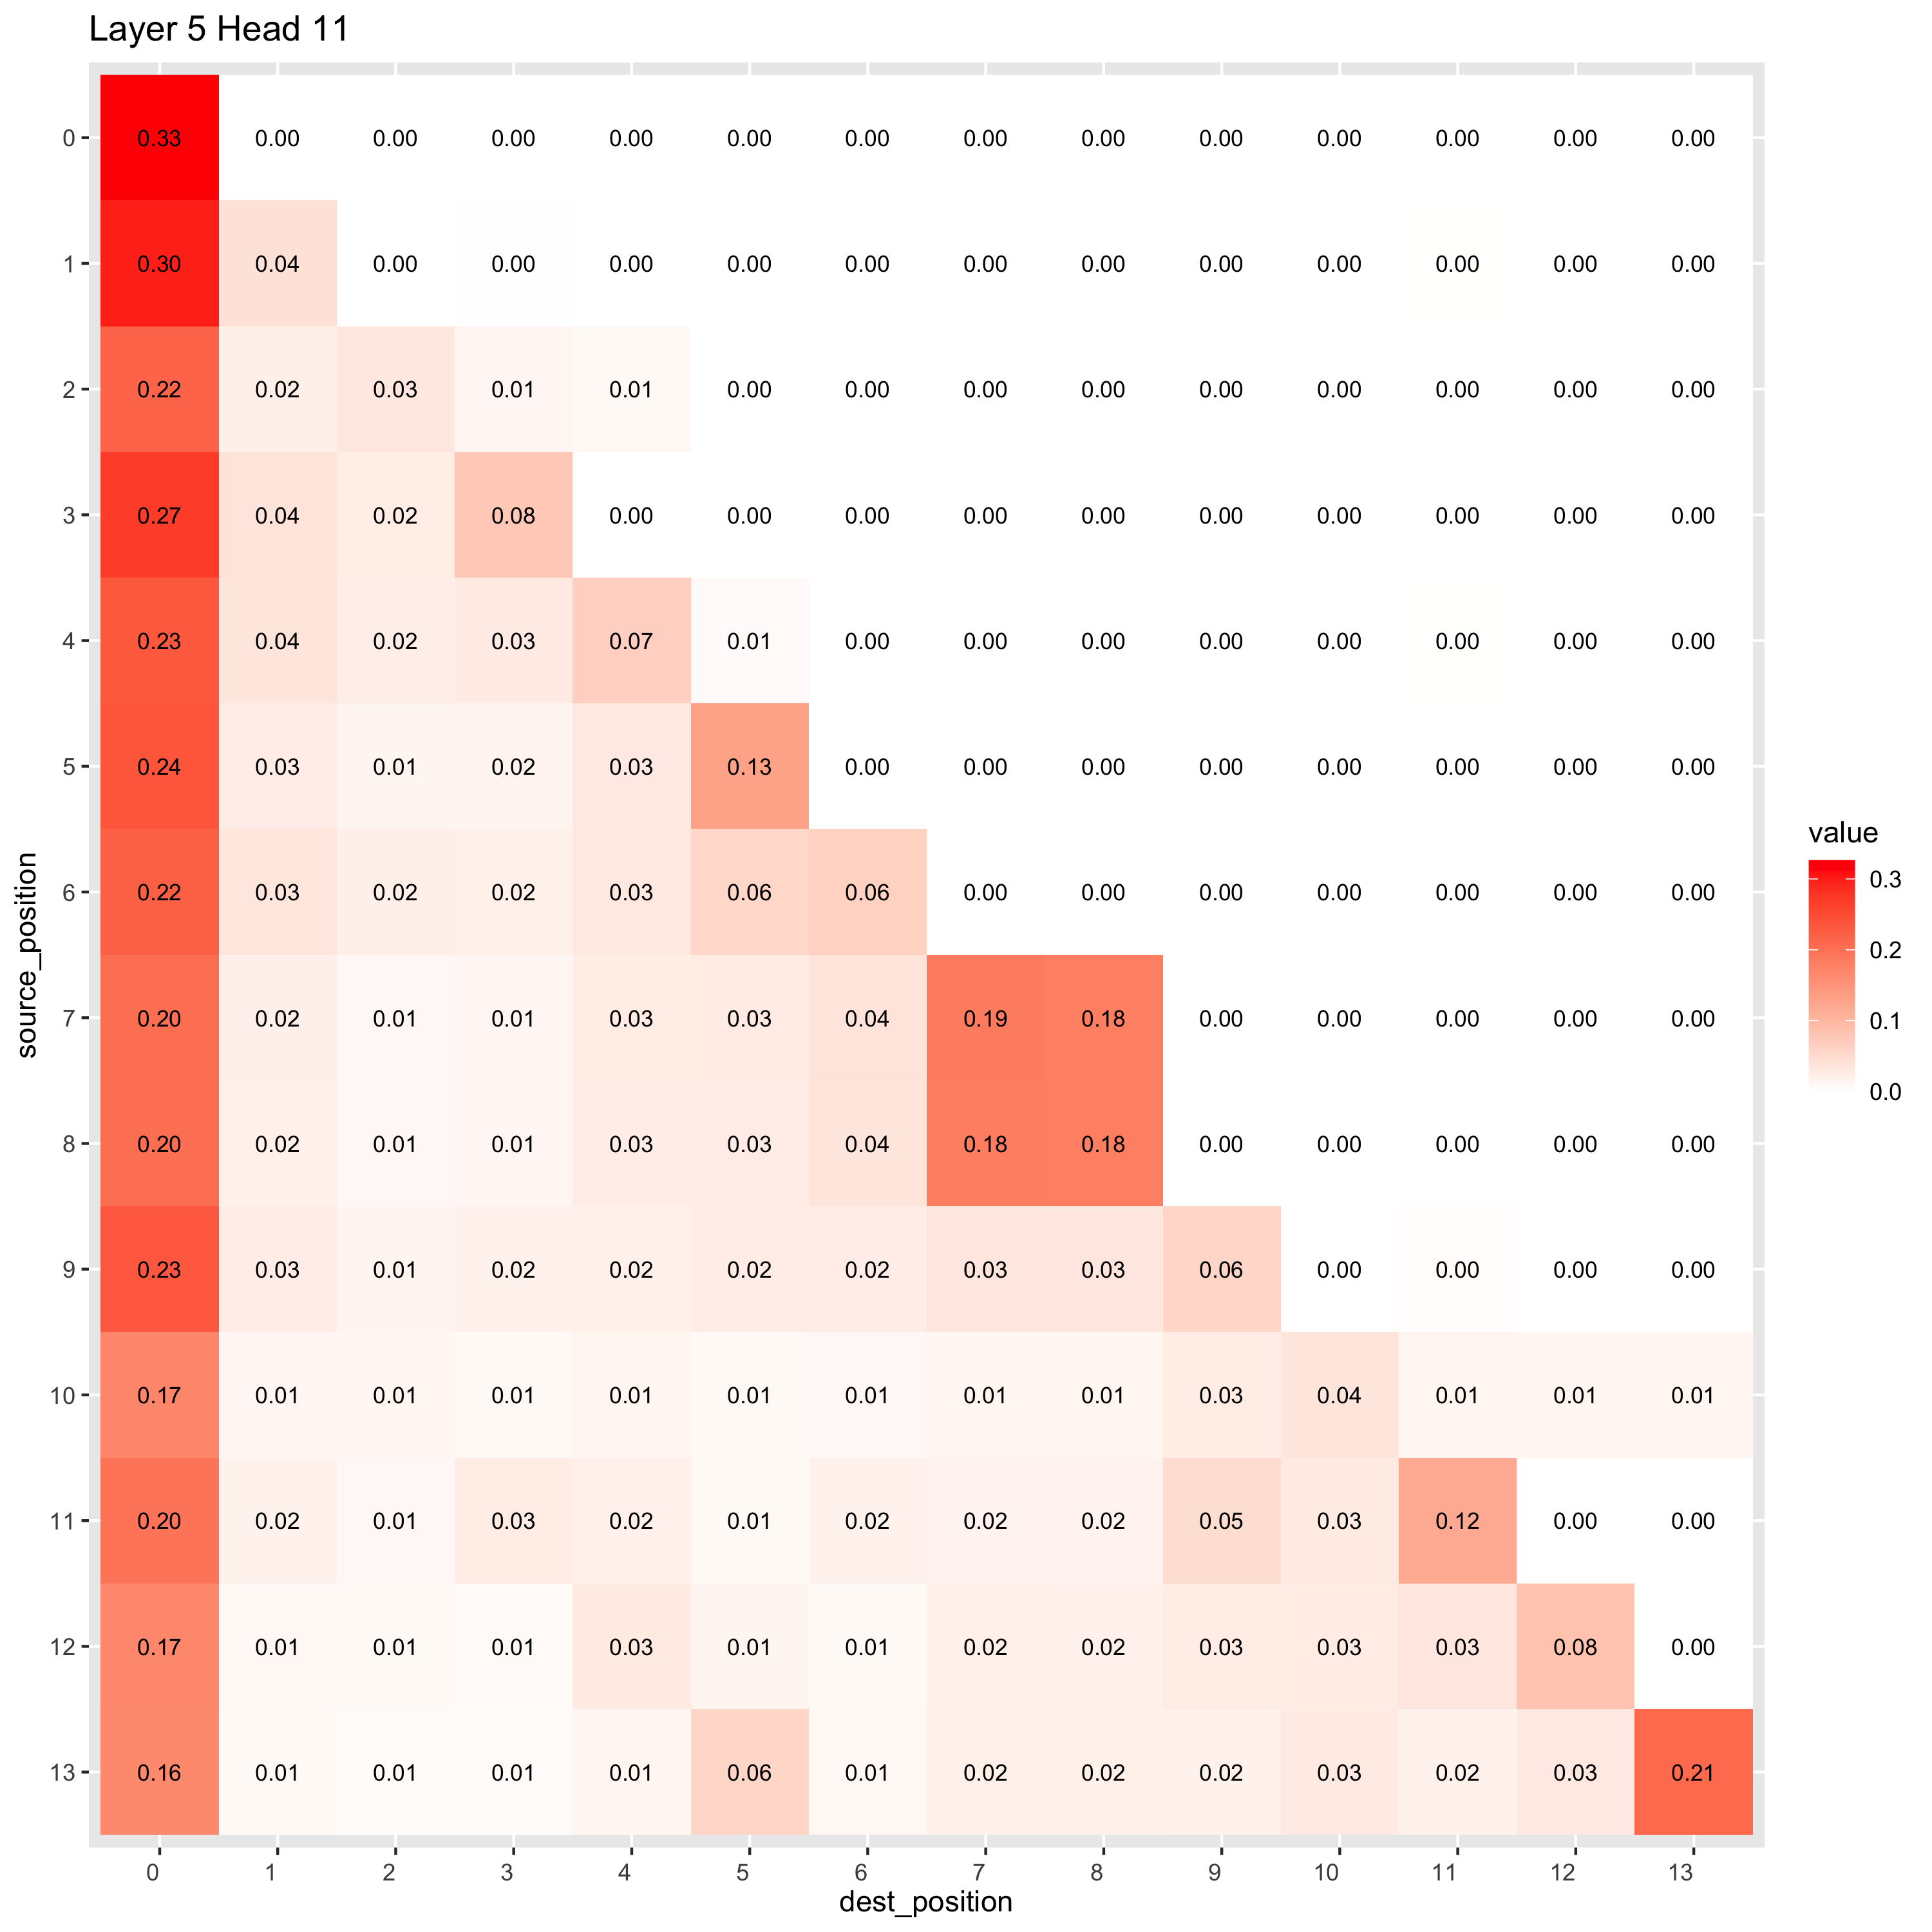 Layer 5 Head 11
0 0.33 0.00 0.00 0.00 0.00 0.00 0.00 0.00 0.00 0.00 0.00 0.00 0.00 0.00
1 0.30 0.04 0.00 0.00 0.00 0.00 0.00 0.00 0.00 0.00 0.00 0.00 0.00 0.00
2 0.22 0.02 0.03 0.01 0.01 0.00 0.00 0.00 0.00 0.00 0.00 0.00 0.00 0.00
3 0.27 0.04 0.02 0.08 0.00 0.00 0.00 0.00 0.00 0.00 0.00 0.00 0.00 0.00
4 0.23 0.04 0.02 0.03 0.07 0.01 0.00 0.00 0.00 0.00 0.00 0.00 0.00 0.00
5 0.24 0.03 0.01 0.02 0.03 0.13 0.00 0.00 0.00 0.00 0.00 0.00 0.00 0.00
6 0.22 0.03 0.02 0.02 0.03 0.06 0.06 0.00 0.00 0.00 0.00 0.00 0.00 0.00
7 0.20 0.02 0.01 0.01 0.03 0.03 0.04 0.19 0.18 0.00 0.00 0.00 0.00 0.00
8 0.20 0.02 0.01 0.01 0.03 0.03 0.04 0.18 0.18 0.00 0.00 0.00 0.00 0.00
9 0.23 0.03 0.01 0.02 0.02 0.02 0.02 0.03 0.03 0.06 0.00 0.00 0.00 0.00
10 0.17 0.01 0.01 0.01 0.01 0.01 0.01 0.01 0.01 0.03 0.04 0.01 0.01 0.01
11 0.20 0.02 0.01 0.03 0.02 0.01 0.02 0.02 0.02 0.05 0.03 0.12 0.00 0.00
12 0.17 0.01 0.01 0.01 0.03 0.01 0.01 0.02 0.02 0.03 0.03 0.03 0.08 0.00
13 0.16 0.01 0.01 0.01 0.01 0.06 0.01 0.02 0.02 0.02 0.03 0.02 0.03 0.21
0 1 2 3 4 5 6 7 8 9 10 11 12 13
dest_position
source_position
value
0.3
0.2
0.1
0.0